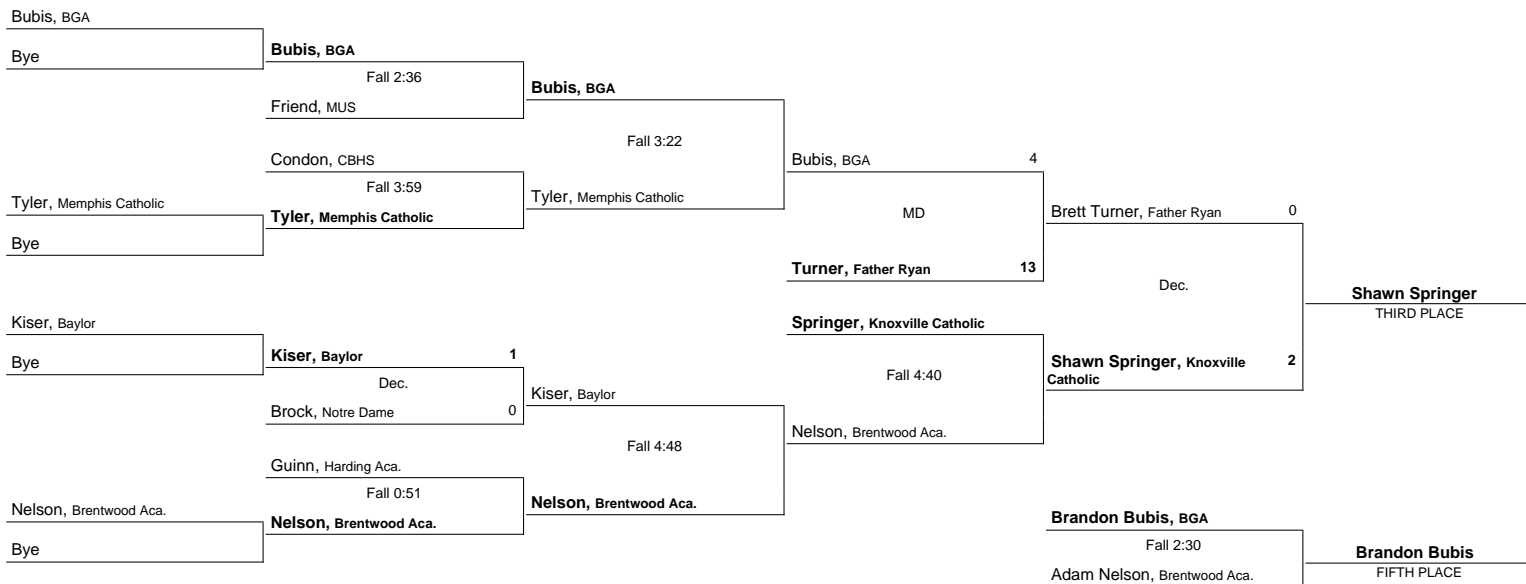 Bubis, BGA
Bye
Bubis, BGA
Fall 2:36
Friend, MUS
Bubis, BGA
Fall 3:22
Condon, CBHS
Fall 3:59
Tyler, Memphis Catholic
Tyler, Memphis Catholic
Bye
Tyler, Memphis Catholic
Bubis, BGA 4
MD
Turner, Father Ryan 13
Brett Turner, Father Ryan 0
Dec.
Shawn Springer
THIRD PLACE
Kiser, Baylor
Bye
Kiser, Baylor 1
Dec.
Brock, Notre Dame 0
Kiser, Baylor
Fall 4:48
Springer, Knoxville Catholic
Fall 4:40
Nelson, Brentwood Aca.
Shawn Springer, Knoxville 2
Catholic
Guinn, Harding Aca.
Fall 0:51
Nelson, Brentwood Aca.
Nelson, Brentwood Aca.
Bye
Nelson, Brentwood Aca.
Brandon Bubis, BGA
Fall 2:30
Adam Nelson, Brentwood Aca.
Brandon Bubis
FIFTH PLACE